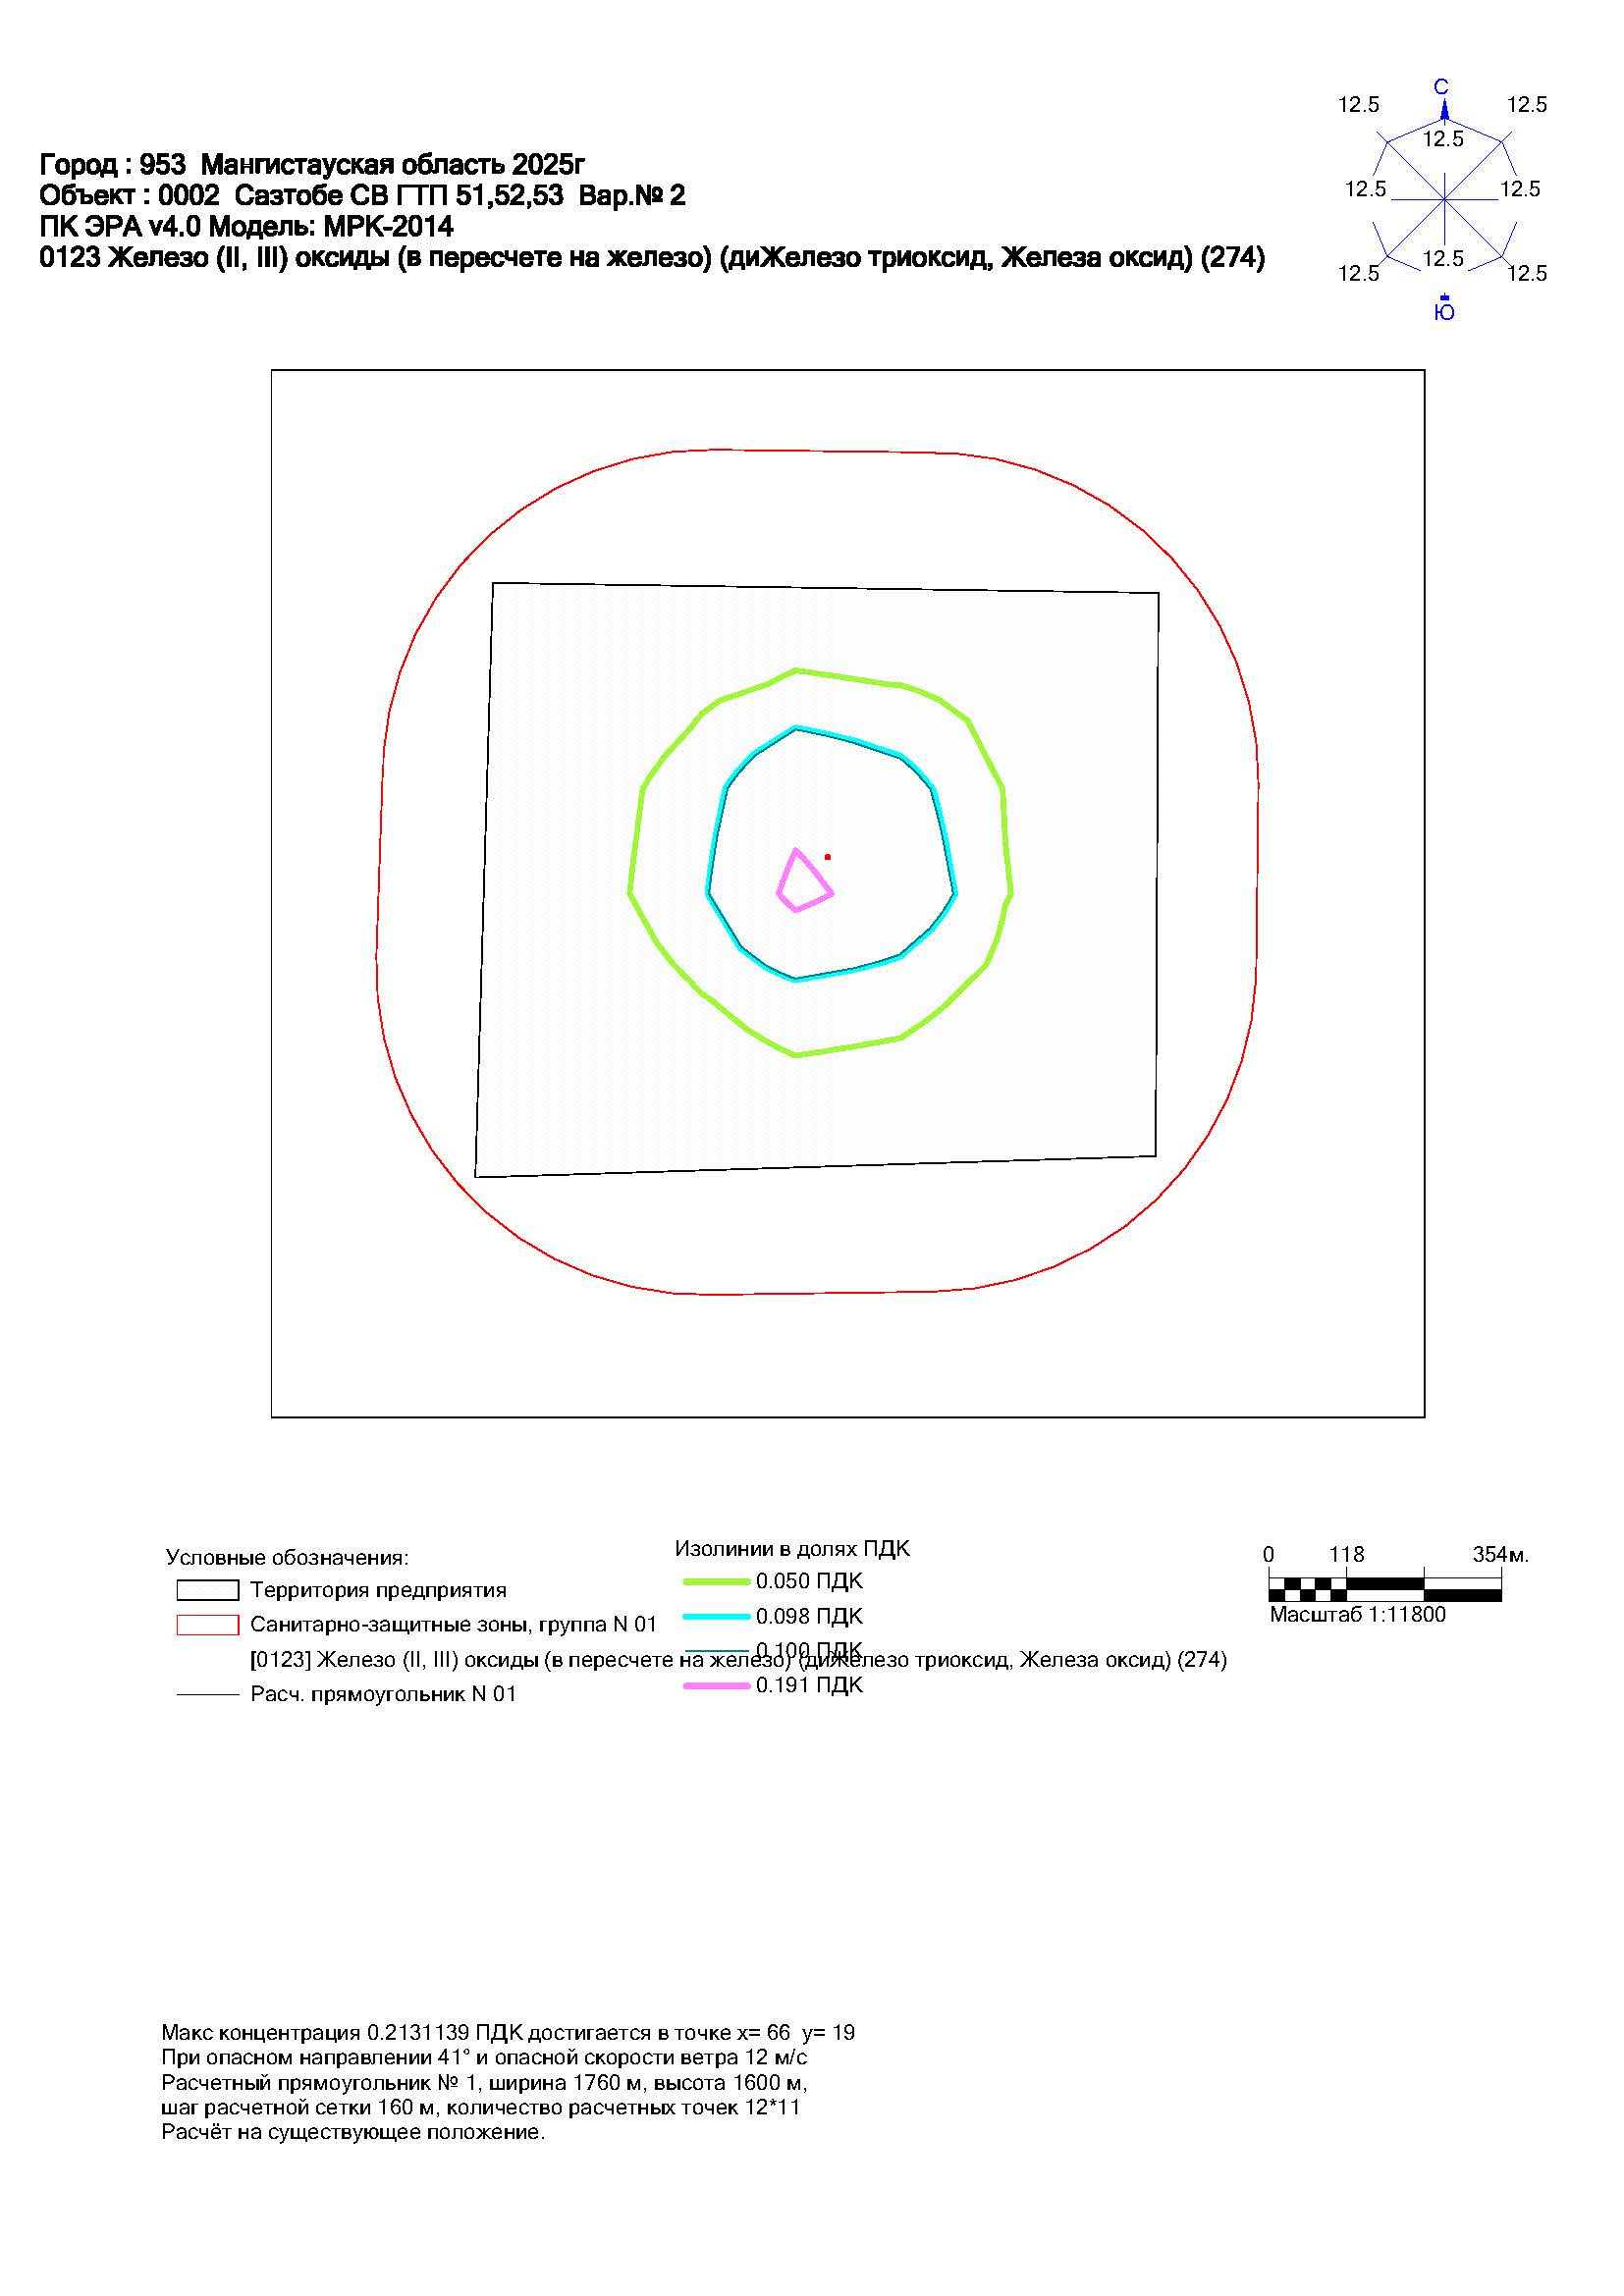 С
12.5 12.5
12.5
12.5 12.5
12.5
12.5 12.5
Ю
Город : 953 Мангистауская область 2025г
Объект : 0002 Сазтобе СВ ГТП 51,52,53 Вар.№ 2
ПК ЭРА v4.0 Модель: МРК-2014
0123 Железо (II, III) оксиды (в пересчете на железо) (диЖелезо триоксид, Железа оксид) (274)
Условные обозначения:
Территория предприятия
Санитарно-защитные зоны, группа N 01
[0123] Железо (II, III) оксиды (в пересчете на железо) (диЖелезо триоксид, Железа оксид) (274)
Расч. прямоугольник N 01
Изолинии в долях ПДК
0.050 ПДК
0.098 ПДК
0.100 ПДК
0.191 ПДК
0 118 354м.
Масштаб 1:11800
Макс концентрация 0.2131139 ПДК достигается в точке x= 66 y= 19
При опасном направлении 41° и опасной скорости ветра 12 м/с
Расчетный прямоугольник № 1, ширина 1760 м, высота 1600 м,
шаг расчетной сетки 160 м, количество расчетных точек 12*11
Расчёт на существующее положение.